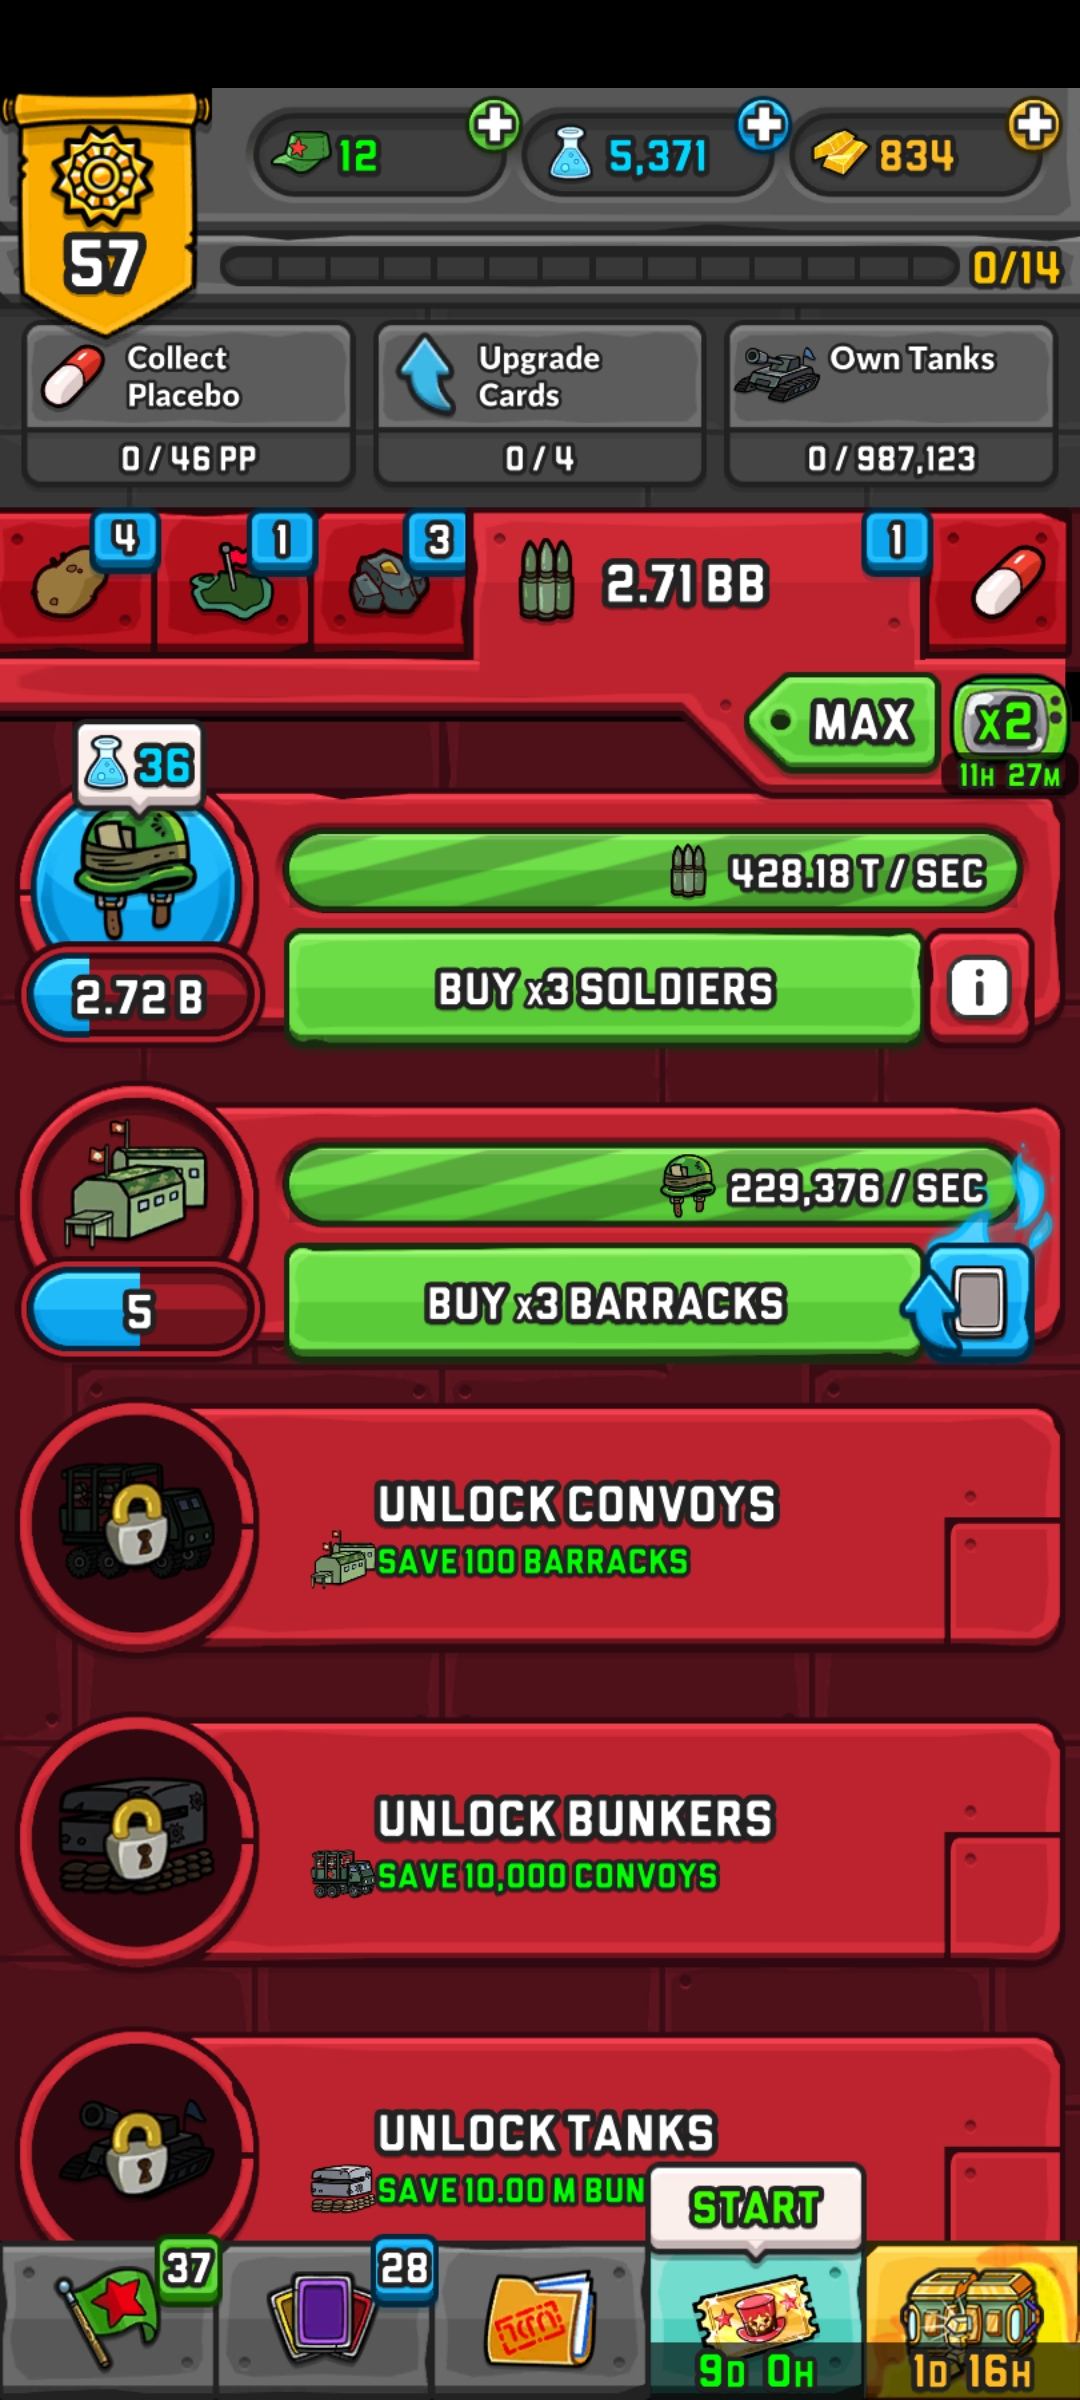 12
5,371
834
57
0/14
Collect
Placebo
0 / 46 PP
Upgrade
Cards
0 / 4
Own Tanks
0 / 987,123
4
1
3
2.71 BB
1
MAX
x2
11H 27M
36
428.18 T / SEC
2.72 B
BUY x3 SOLDIERS
i
229,376 / SEC
5
BUY x3 BARRACKS
UNLOCK CONVOYS
SAVE 100 BARRACKS
UNLOCK BUNKERS
SAVE 10,000 CONVOYS
UNLOCK TANKS
SAVE 10.00 M BUN
START
37
28
9D 0H
1D 16H